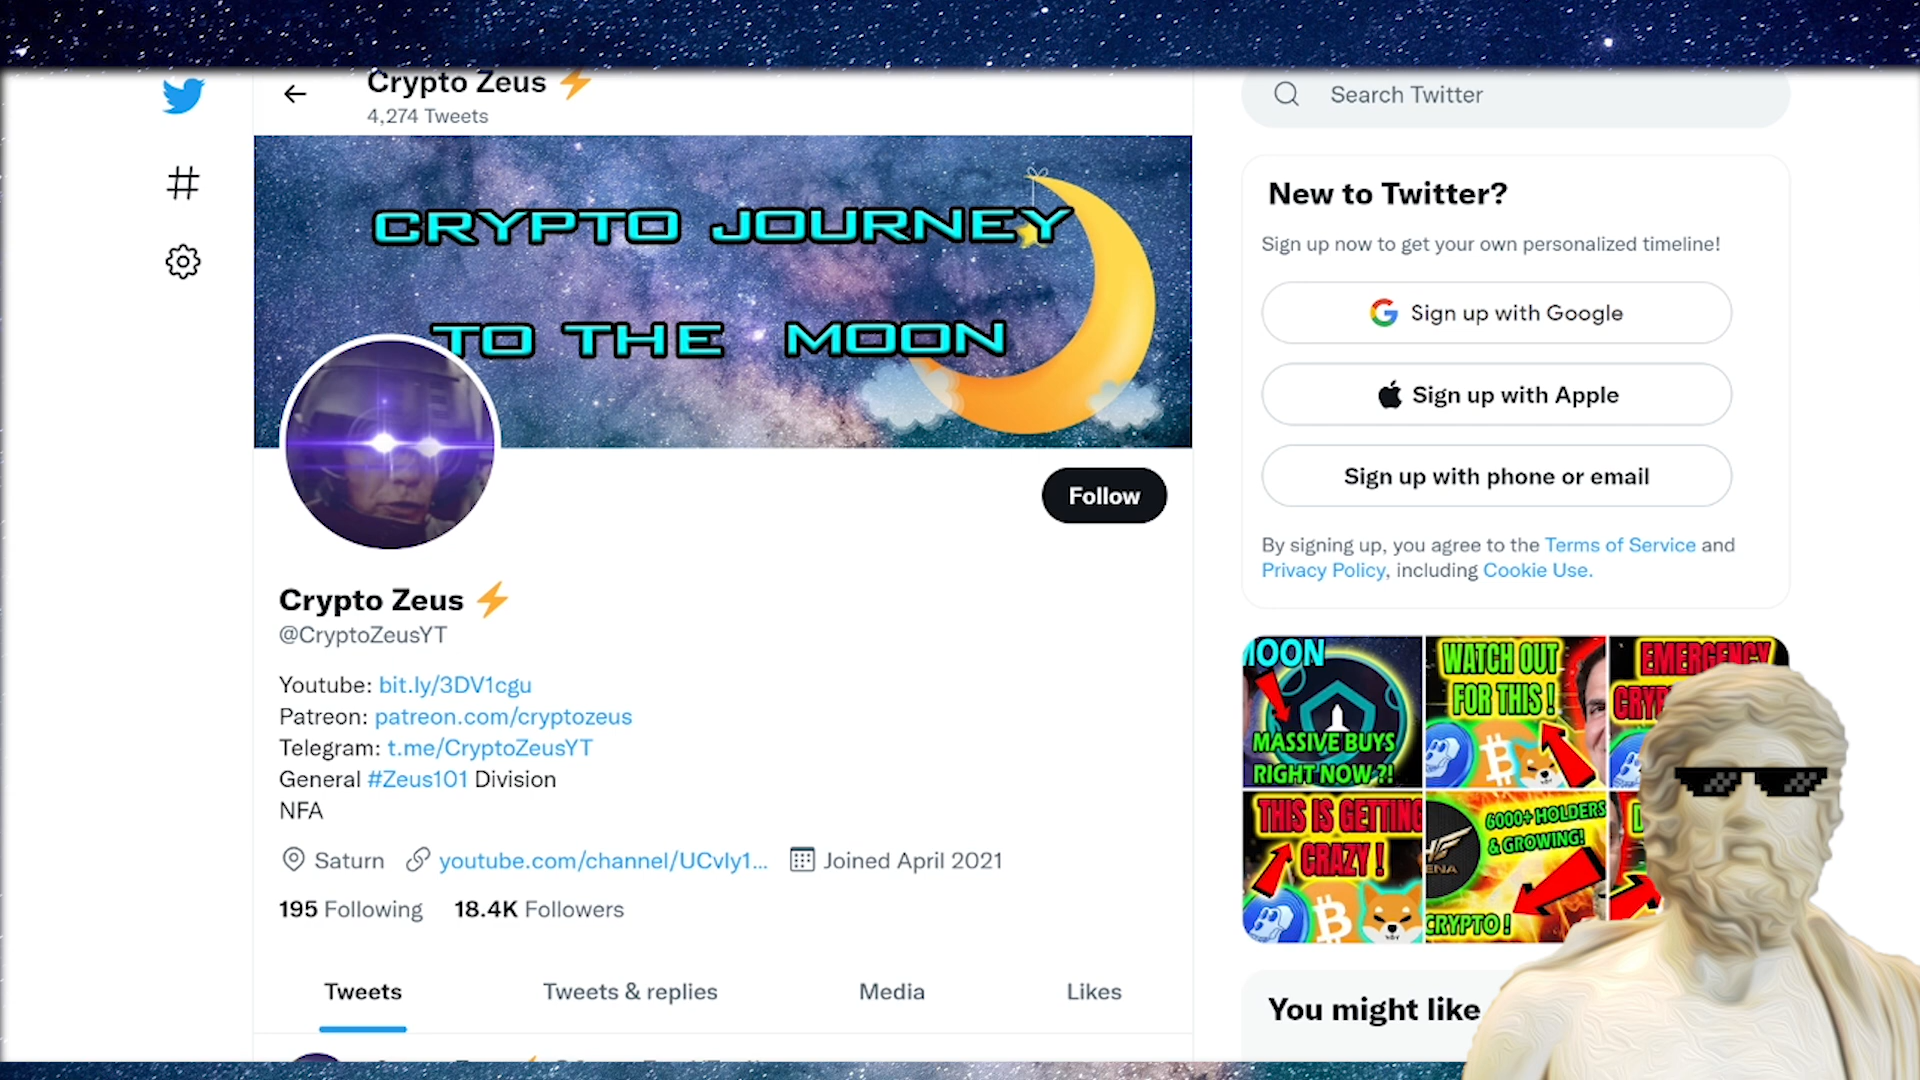 Crypto Zeus
4,274 Tweets
Search Twitter
CRYPTO JOURNEY
TO THE MOON
Follow
Crypto Zeus
@CryptoZeusYT
Youtube: bit.ly/3DV1cgu
Patreon: patreon.com/cryptozeus
Telegram: t.me/CryptoZeusYT
General #Zeus101 Division
NFA
Saturn youtube.com/channel/UCvIy1... Joined April 2021
195 Following 18.4K Followers
Tweets Tweets & replies Media Likes
New to Twitter?
Sign up now to get your own personalized timeline!
Sign up with Google
Sign up with Apple
Sign up with phone or email
By signing up, you agree to the Terms of Service and
Privacy Policy, including Cookie Use.
MOON
MASSIVE BUYS
RIGHT NOW ?!
WATCH OUT
FOR THIS !
EMERGENCY
THIS IS GETTING
CRAZY !
6000+ HOLDERS
& GROWING!
CRYPTO !
You might like